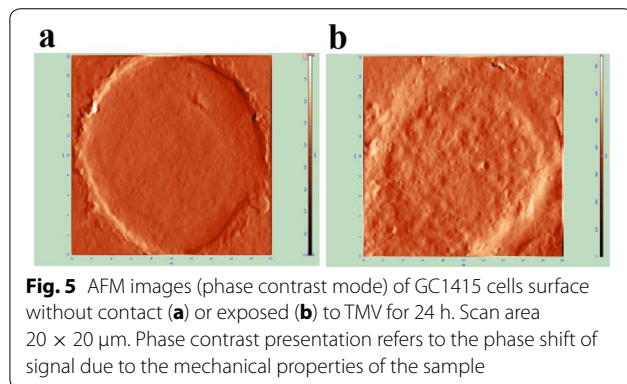 a b
Fig. 5 AFM images (phase contrast mode) of GC1415 cells surface
without contact (a) or exposed (b) to TMV for 24 h. Scan area
20 × 20 μm. Phase contrast presentation refers to the phase shift of
signal due to the mechanical properties of the sample